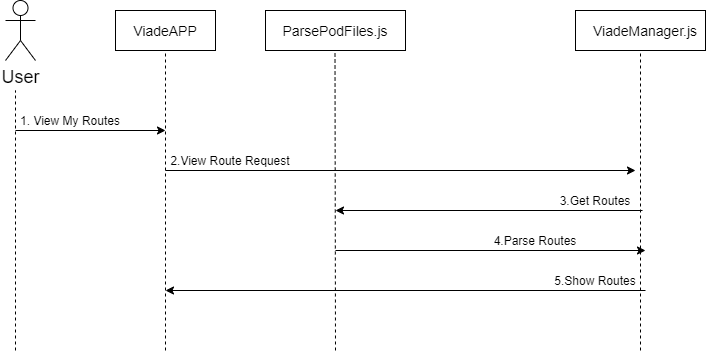 ViadeAPP
ParsePodFiles.js
ViadeManager.js
User
1. View My Routes
2.View Route Request
3.Get Routes
4.Parse Routes
5.Show Routes